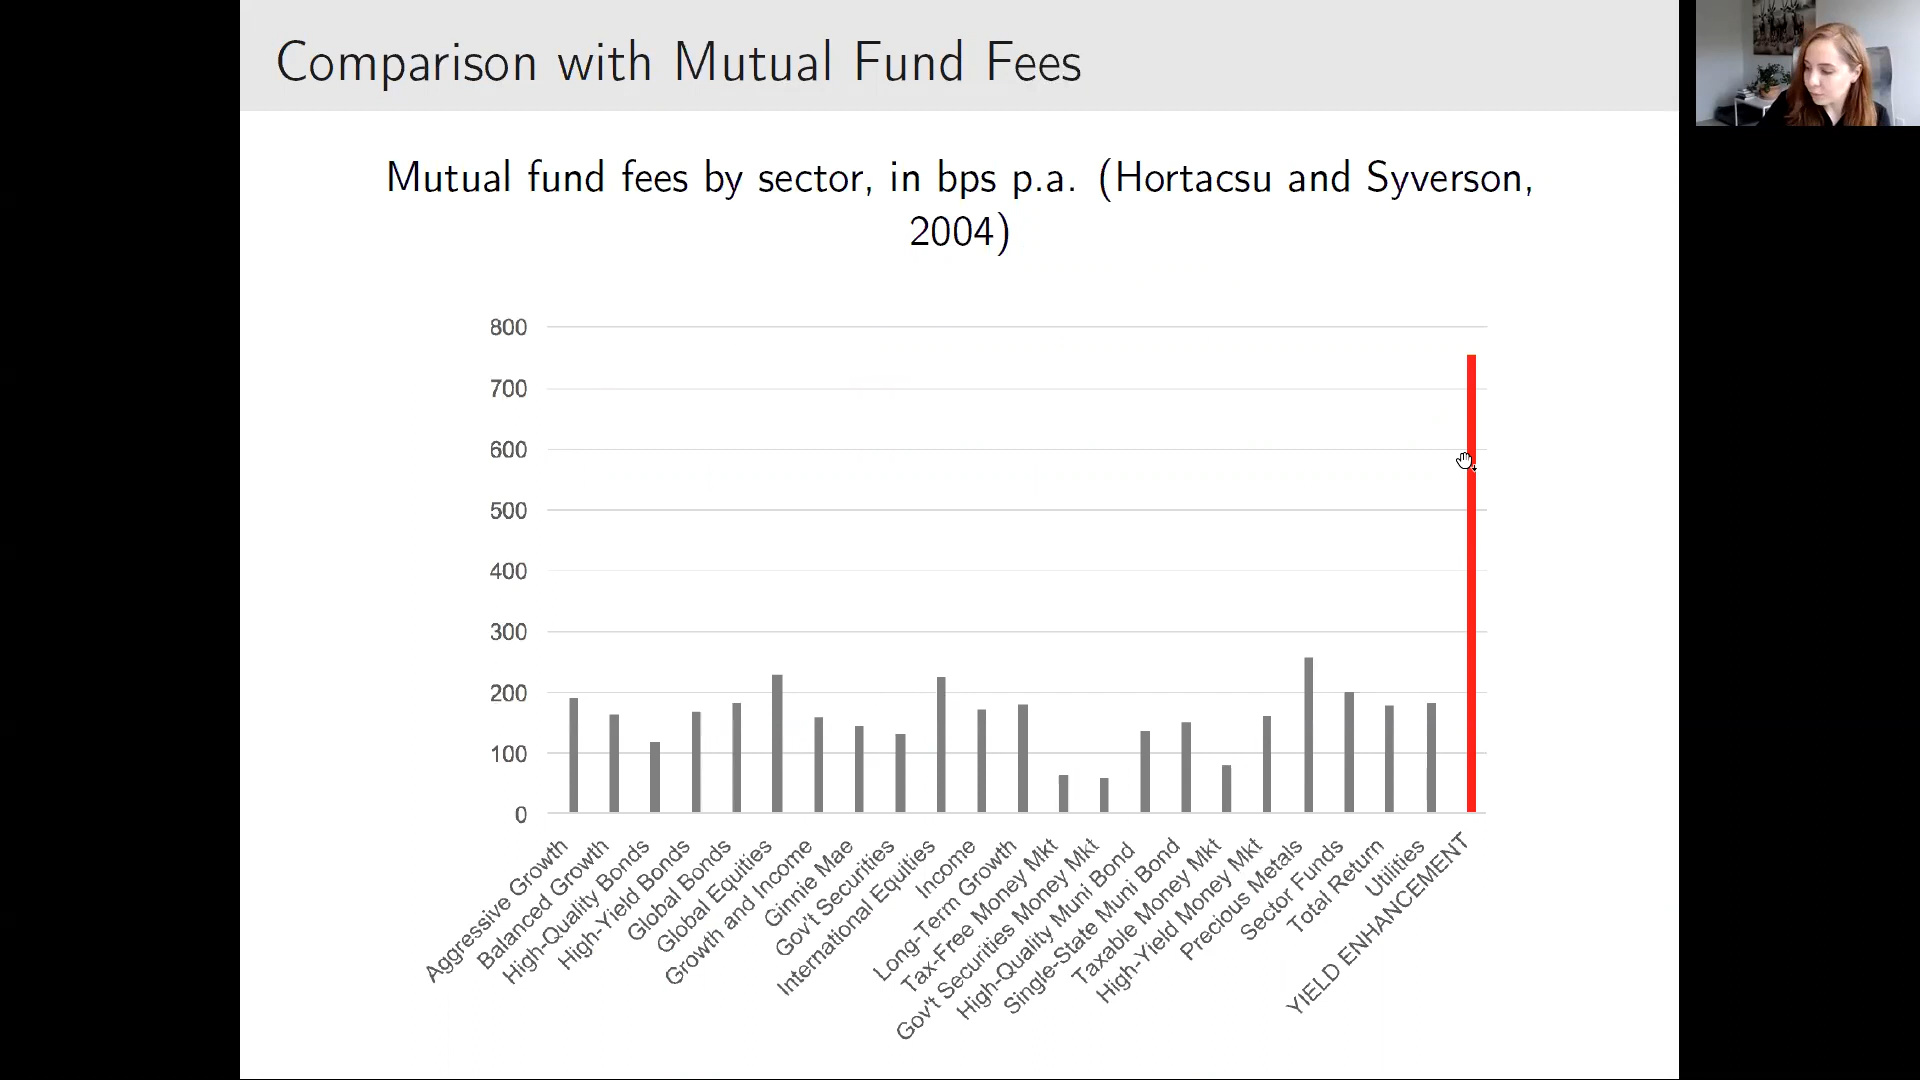 Comparison with Mutual Fund Fees
Mutual fund fees by sector, in bps p.a. (Hortacsu and Syverson,
2004)
800
700
600
500
400
300
200
100
0
Aggressive Growth
Balanced Growth
High-Quality Bonds
High-Yield Bonds
Global Bonds
Global Equities
Growth and Income
Ginnie Mae
Gov't Securities
International Equities
Income
Long-Term Growth
Tax-Free Money Mkt
Gov't Securities Money Mkt
High-Quality Muni Bond
Single-State Muni Bond
Taxable Money Mkt
High-Yield Money Mkt
Precious Metals
Sector Funds
Total Return
Utilities
YIELD ENHANCEMENT